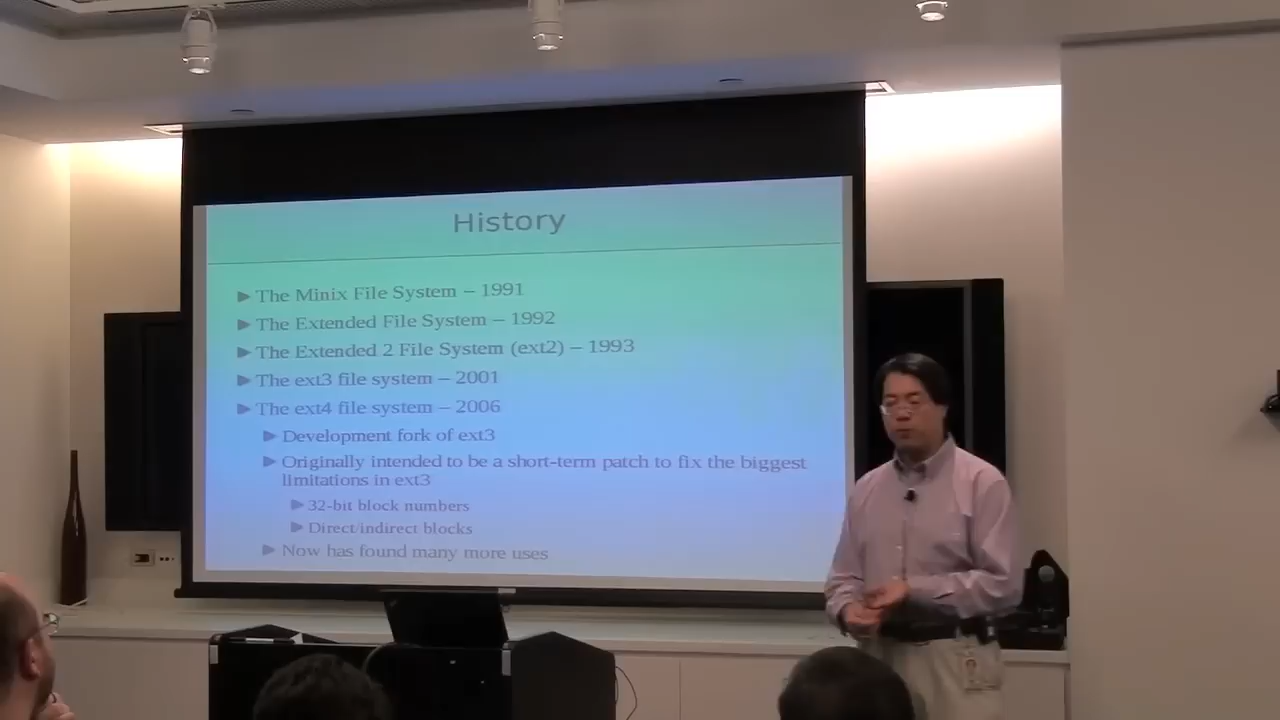 History
The Minix File System – 1991
The Extended File System – 1992
The Extended 2 File System (ext2) – 1993
The ext3 file system – 2001
The ext4 file system – 2006
Development fork of ext3
Originally intended to be a short-term patch to fix the biggest
limitations in ext3
32-bit block numbers
Direct/indirect blocks
Now has found many more uses